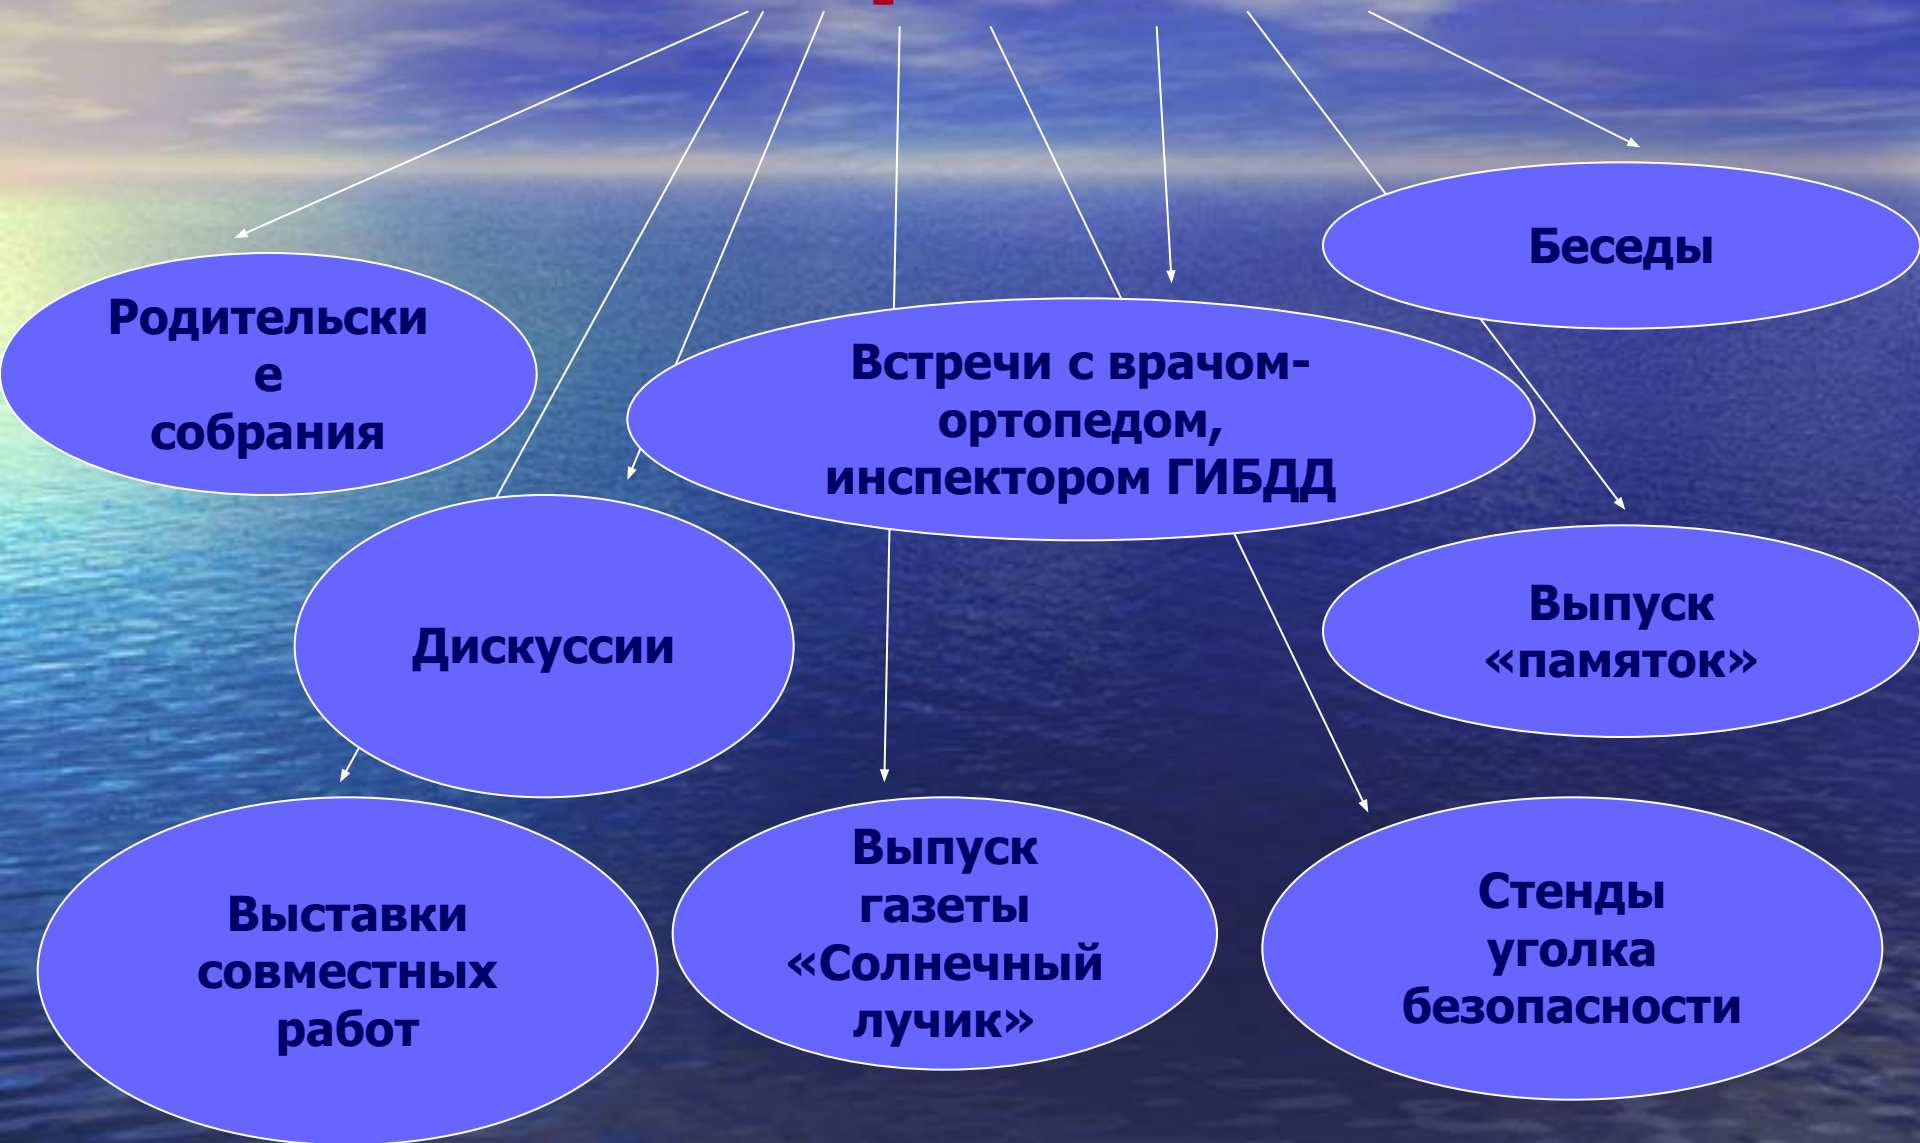 Беседы
Родительски
е
собрания
Встречи с врачом-
ортопедом,
инспектором ГИБДД
Дискуссии
Выпуск
«памяток»
Выставки
совместных
работ
Выпуск
газеты
«Солнечный
лучик»
Стенды
уголка
безопасности